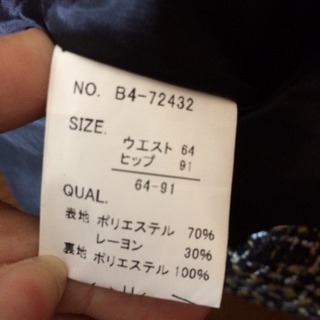 NO. B4-72432
SIZE.
ウエスト 64
ヒップ 91
64-91
QUAL.
表地 ポリエステル 70%
レーヨン 30%
裏地 ポリエステル 100%